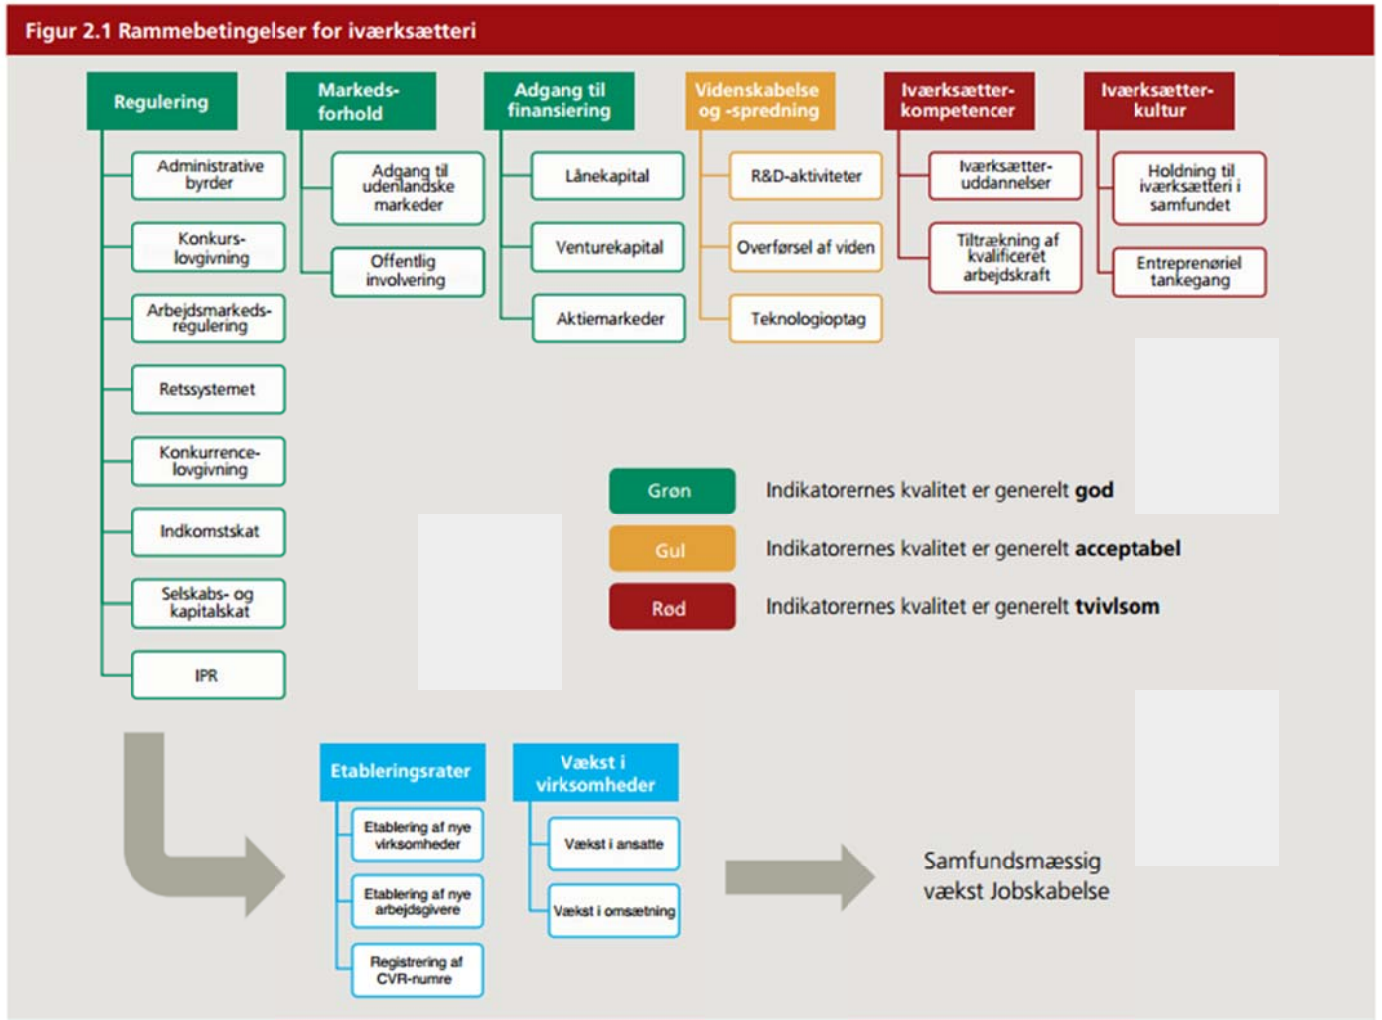 Figur 2.1 Rammebetingelser for iværksætteri
Regulering
Administrative
byrder
Konkurs-
lovgivning
Arbejdsmarkeds-
regulering
Retssystemet
Konkurrence-
lovgivning
Indkomstskat
Selskabs- og
kapitalskat
IPR
Markeds-
forhold
Adgang til
udenlandske
markeder
Offentlig
involvering
Adgang til
finansiering
Lånekapital
Venturekapital
Aktiemarkeder
Videnskabelse
og -spredning
R&D-aktiviteter
Overførsel af viden
Teknologioptag
Iværksætter-
kompetencer
Iværksætter-
uddannelser
Tiltrækning af
kvalificeret
arbejdskraft
Iværksætter-
kultur
Holdning til
iværksætteri i
samfundet
Entreprenøriel
tankegang
Grøn
Indikatorernes kvalitet er generelt god
Gul
Indikatorernes kvalitet er generelt acceptabel
Rød
Indikatorernes kvalitet er generelt tvivlsom
Etableringsrater
Etablering af nye
virksomheder
Etablering af nye
arbejdsgivere
Registrering af
CVR-numre
Vækst i
virksomheder
Vækst i ansatte
Vækst i omsætning
Samfundsmæssig
vækst Jobskabelse